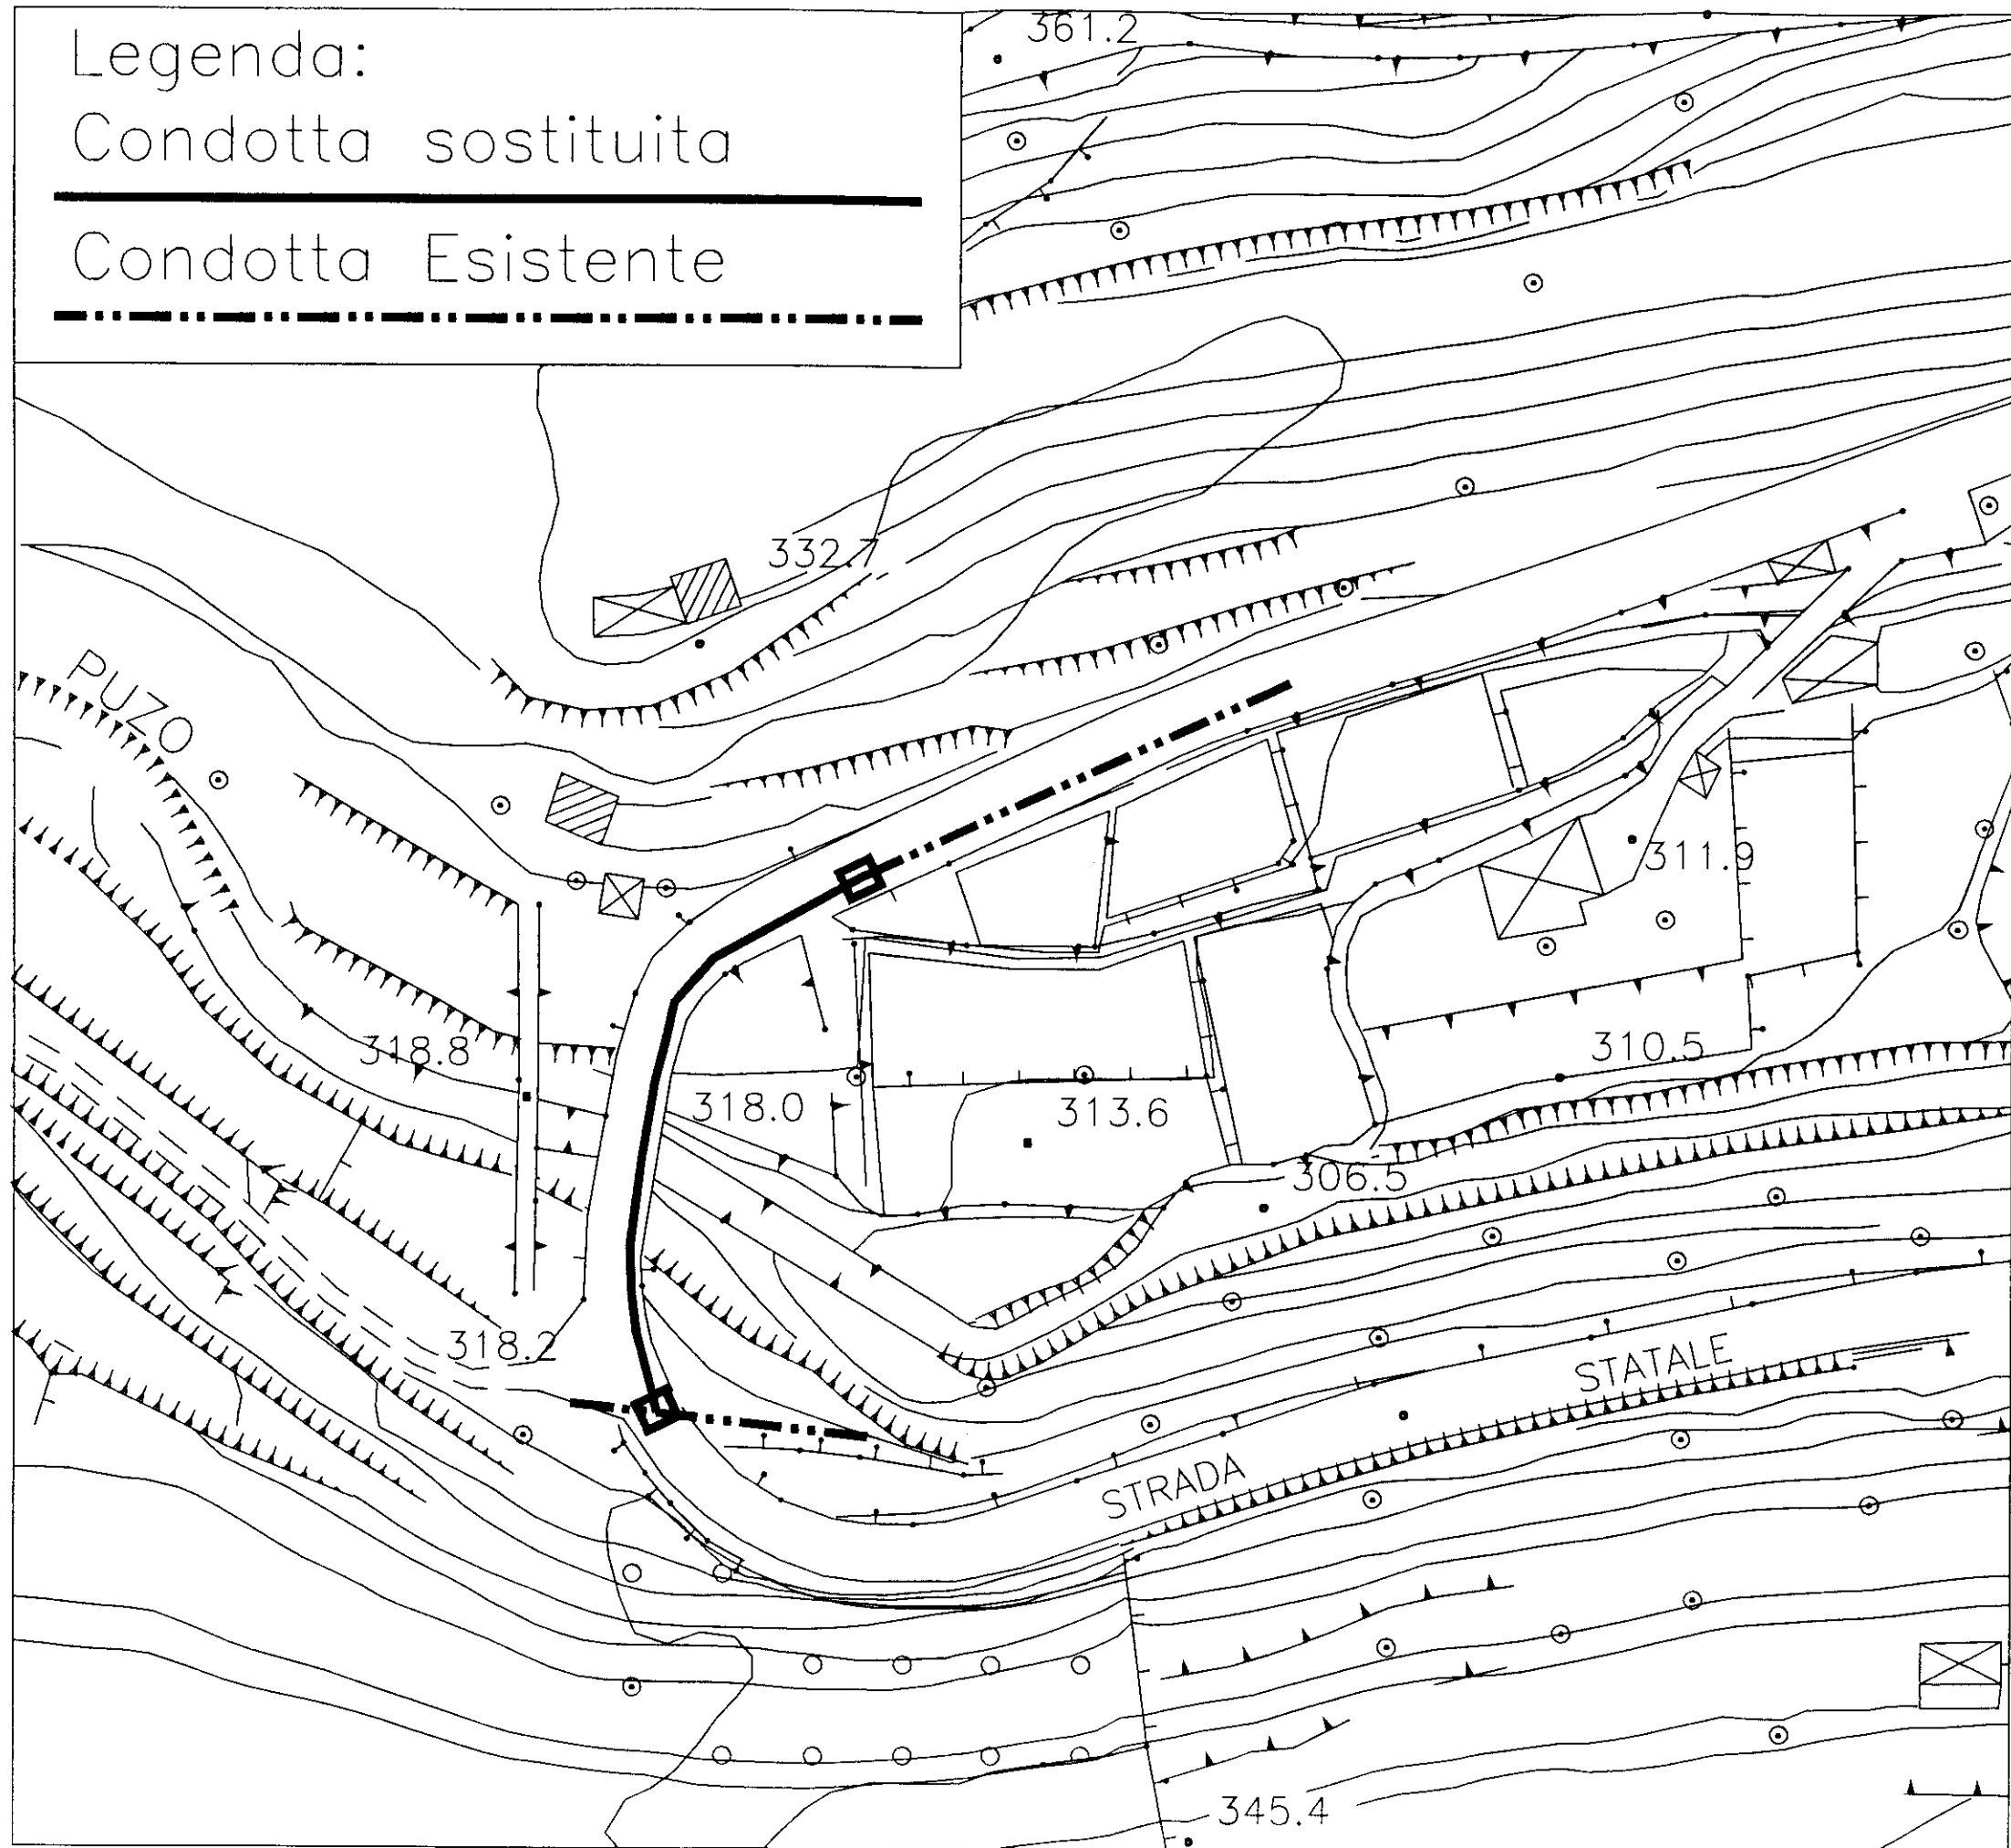 Legenda:
Condotta sostituita
Condotta Esistente
361.2
332.7
PUZO
311.9
318.8
318.0
313.6
310.5
306.5
318.2
STRADA STATALE
345.4